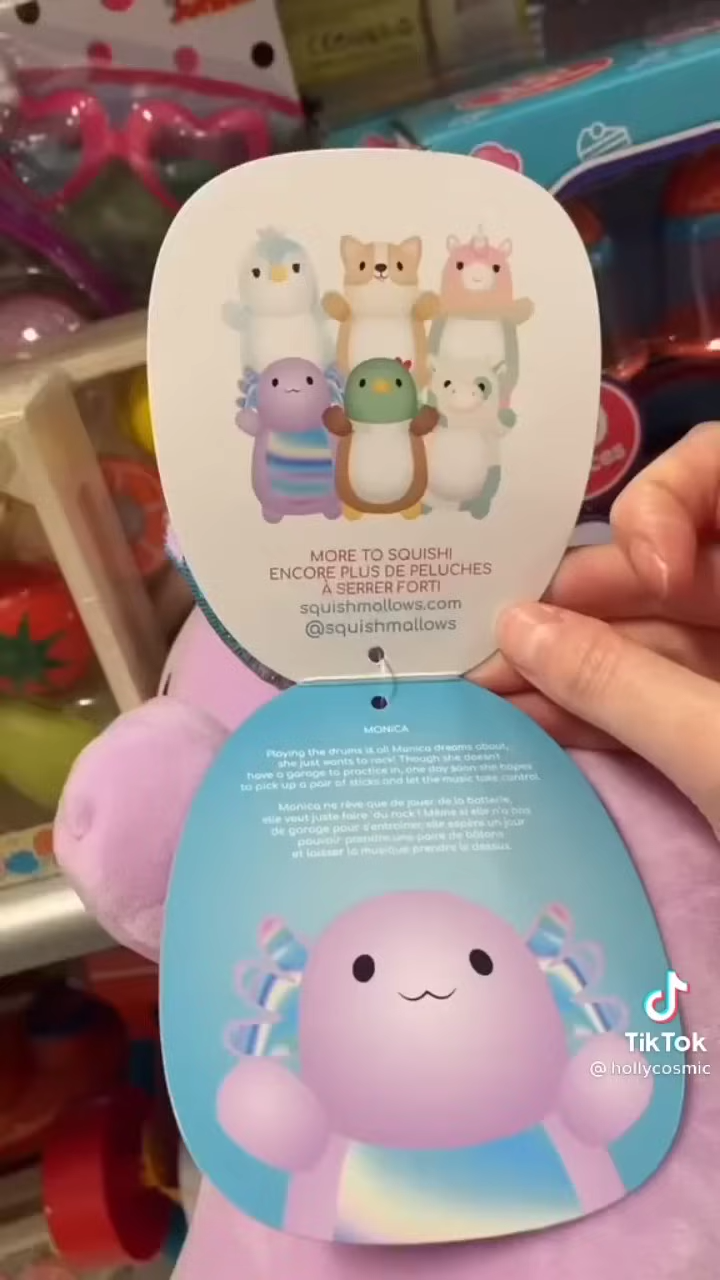 MORE TO SQUISH!
ENCORE PLUS DE PELUCHES
À SERRER FORT!
squishmallows.com
@squishmallows
MONICA
Playing the drums is all Monica dreams about,
she just wants to rock! Though she doesn't
have a garage to practice in, one day soon she hopes
to pick up a pair of sticks and let the music take control.
Monica ne rêve que de jouer de la batterie,
elle veut juste faire du rock ! Même si elle n'a pas
de garage pour s'entraîner, elle espère un jour
pouvoir prendre une paire de bâtons
et laisser la musique prendre le dessus.
TikTok
@hollycosmic